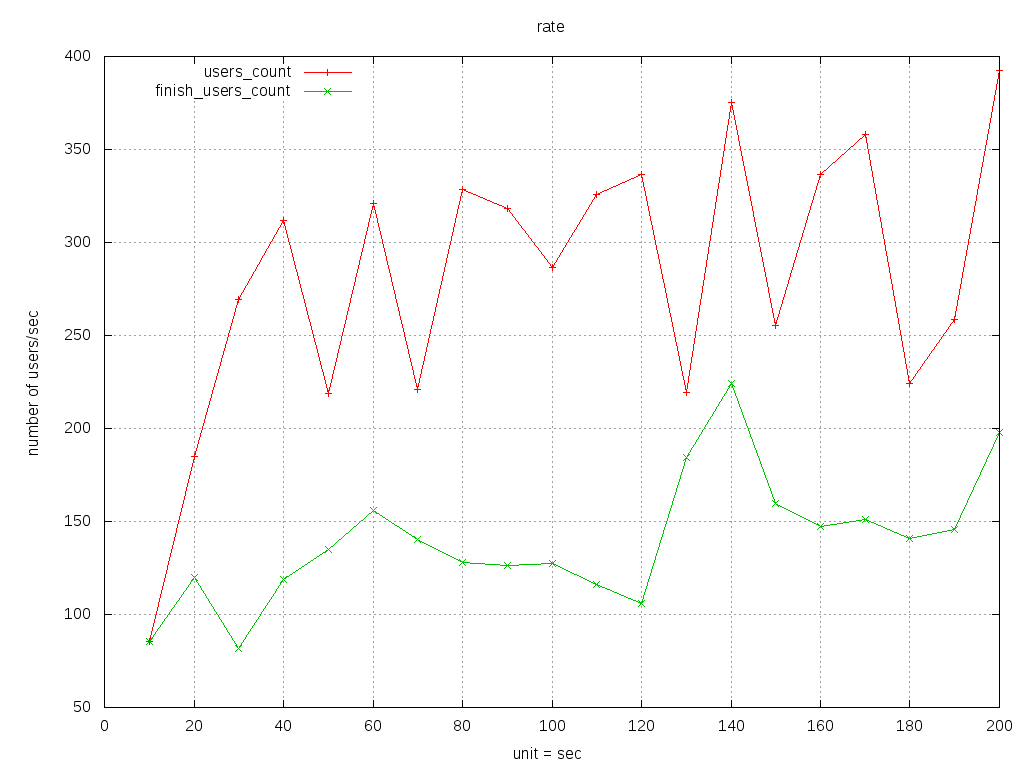 rate
400
350
300
250
200
150
100
50
users_count
finish_users_count
number of users/sec
0 20 40 60 80 100 120 140 160 180 200
unit = sec